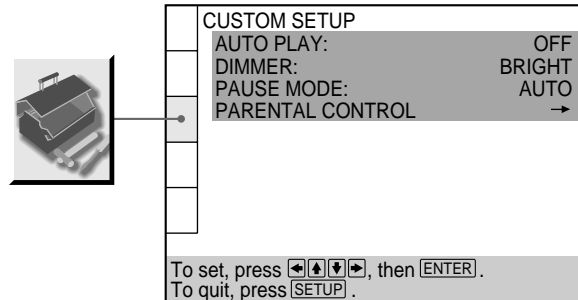 CUSTOM SETUP
AUTO PLAY: OFF
DIMMER: BRIGHT
PAUSE MODE: AUTO
PARENTAL CONTROL →
To set, press ←↑↓→, then ENTER.
To quit, press SETUP.